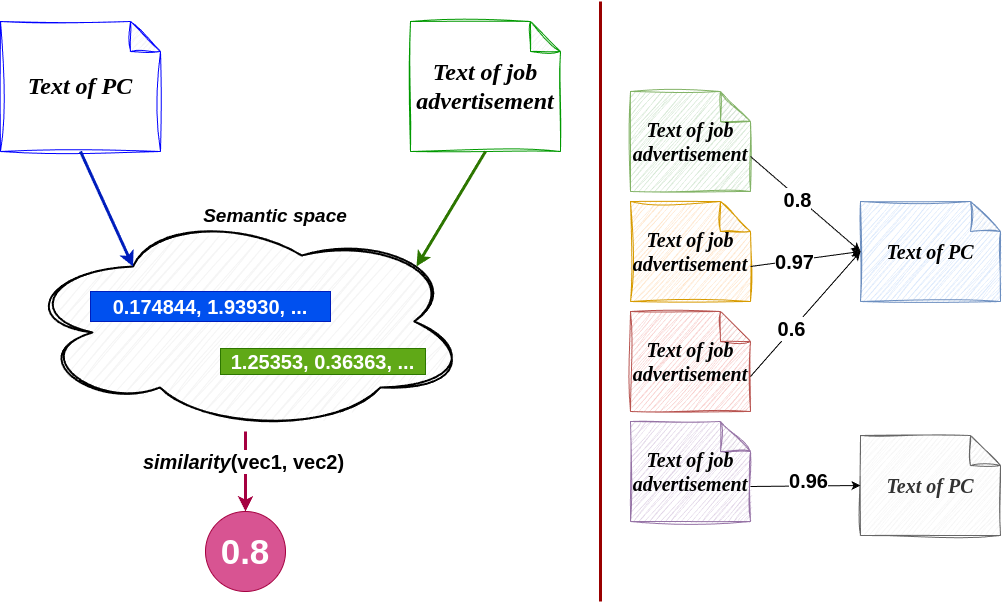 Text of PC
Text of job
advertisement
Semantic space
0.174844, 1.93930, ...
1.25353, 0.36363, ...
similarity(vec1, vec2)
0.8
Text of job
advertisement
0.8
Text of job
advertisement
0.97
Text of PC
Text of job
advertisement
0.6
Text of job
advertisement
0.96
Text of PC